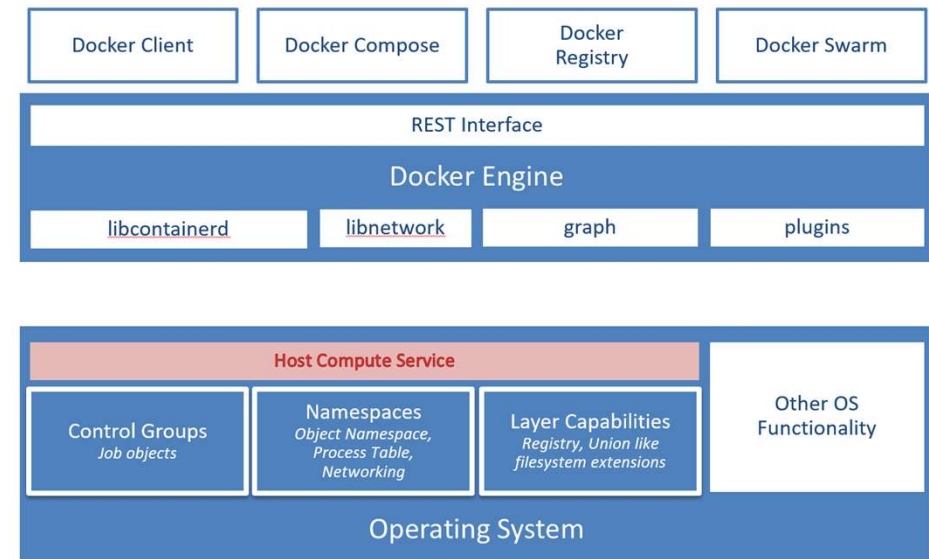 Docker Client
Docker Compose
Docker
Registry
Docker Swarm
REST Interface
Docker Engine
libcontainerd
libnetwork
graph
plugins
Host Compute Service
Control Groups
Job objects
Namespaces
Object Namespace,
Process Table,
Networking
Layer Capabilities
Registry, Union like
filesystem extensions
Other OS
Functionality
Operating System